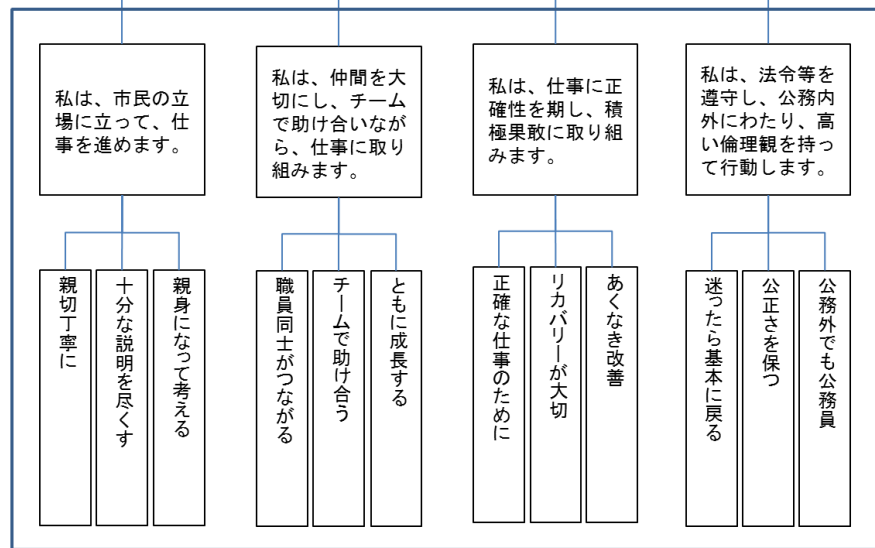 私は、市民の立
場に立って、仕
事を進めます。
親切丁寧に
十分な説明を尽くす
親身になって考える
私は、仲間を大
切にし、チーム
で助け合いなが
ら、仕事に取り
組みます。
職員同士がつながる
チームで助け合う
ともに成長する
私は、仕事に正
確性を期し、積
極果敢に取り組
みます。
正確な仕事のために
リカバリーが大切
あくなき改善
私は、法令等を
遵守し、公務内
外にわたり、高
い倫理観を持っ
て行動します。
迷ったら基本に戻る
公正さを保つ
公務外でも公務員